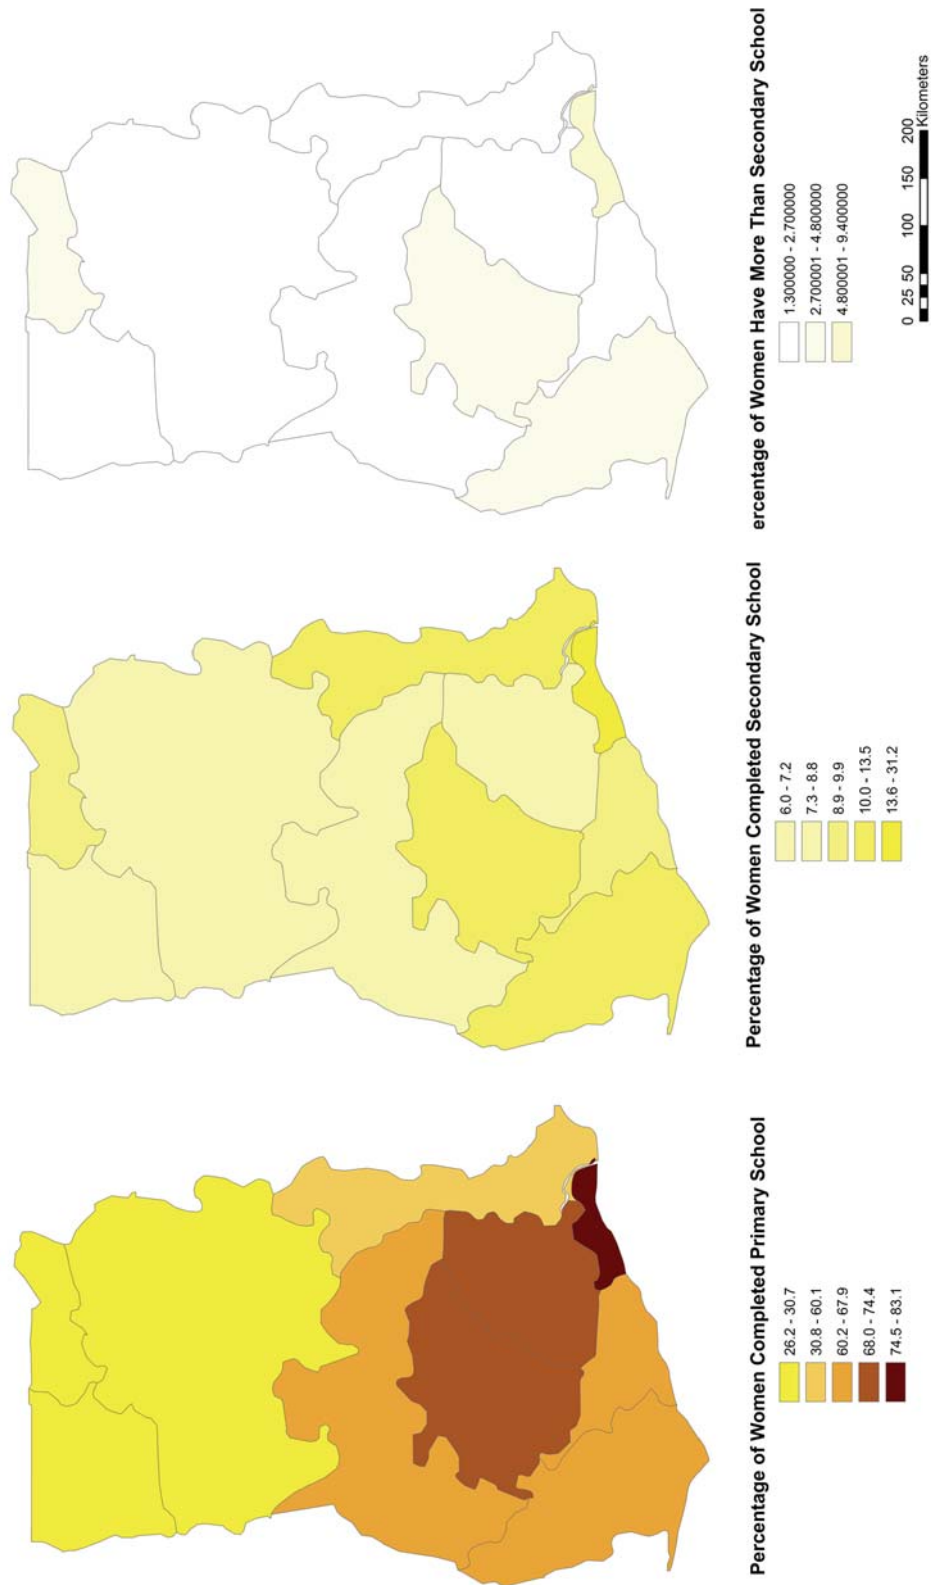 Percentage of Women Completed Primary School
26.2 - 30.7
30.8 - 60.1
60.2 - 67.9
68.0 - 74.4
74.5 - 83.1
Percentage of Women Completed Secondary School
6.0 - 7.2
7.3 - 8.8
8.9 - 9.9
10.0 - 13.5
13.6 - 31.2
ercentage of Women Have More Than Secondary School
1.300000 - 2.700000
2.700001 - 4.800000
4.800001 - 9.400000
0 25 50 100 150 200
Kilometers